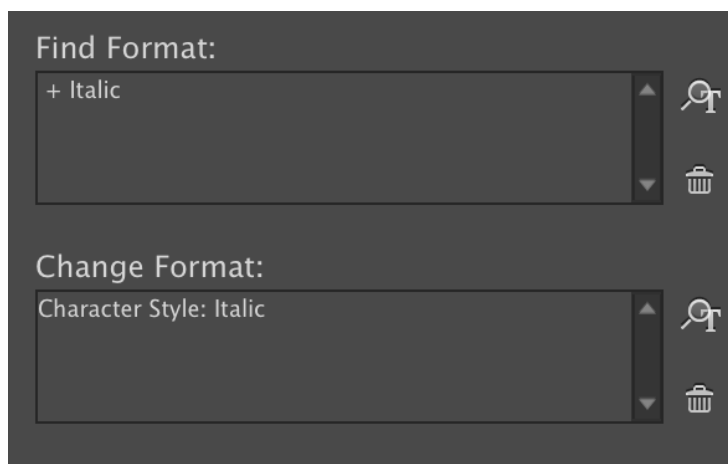 Find Format:
+ Italic
Change Format:
Character Style: Italic